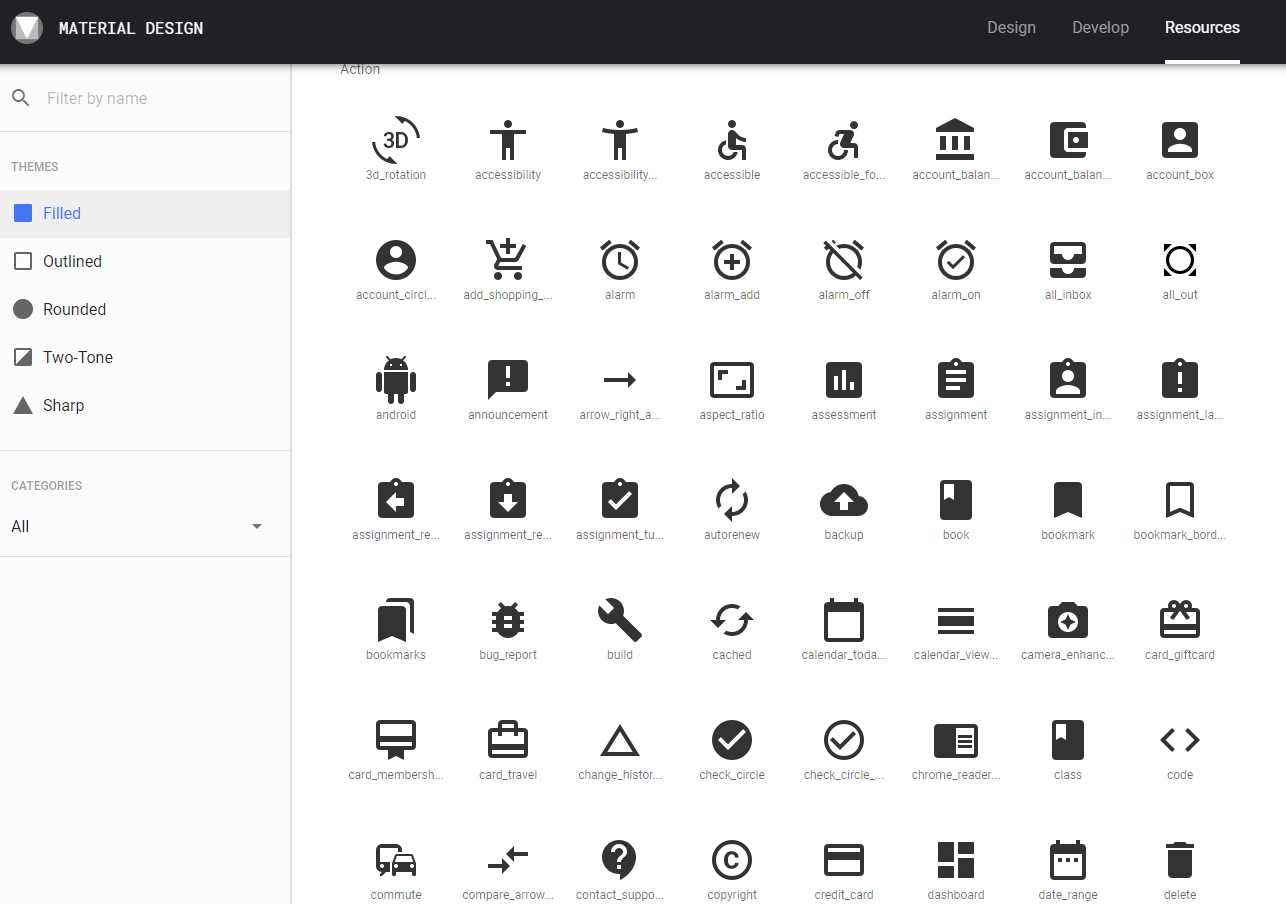 MATERIAL DESIGN
Design Develop Resources
Filter by name
THEMES
Filled
Outlined
Rounded
Two-Tone
Sharp
CATEGORIES
All
Action
3D
3d_rotation accessibility accessibility... accessible accessible_fo... account_balan... account_balan... account_box
account_circl... add_shopping_... alarm alarm_add alarm_off alarm_on all_inbox all_out
android announcement arrow_right_a... aspect_ratio assessment assignment assignment_in... assignment_la...
assignment_re... assignment_re... assignment_tu... autorenew backup book bookmark bookmark_bord...
bookmarks bug_report build cached calendar_toda... calendar_view... camera_enhanc... card_giftcard
card_membersh... card_travel change_histor... check_circle check_circle_... chrome_reader... class code
commute compare_arrow... contact_suppo... copyright credit_card dashboard date_range delete